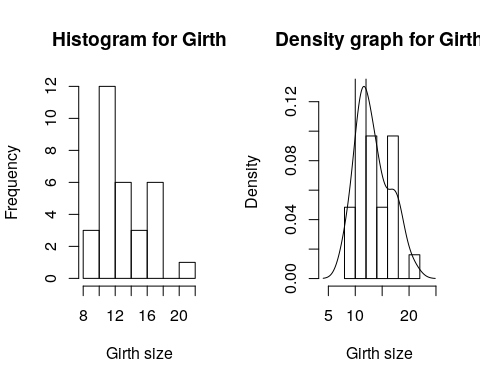 Histogram for Girth
Frequency
0 2 4 6 8 10 12
8 12 16 20
Girth size
Density graph for Girth
Density
0.00 0.04 0.08 0.12
5 10 20
Girth size